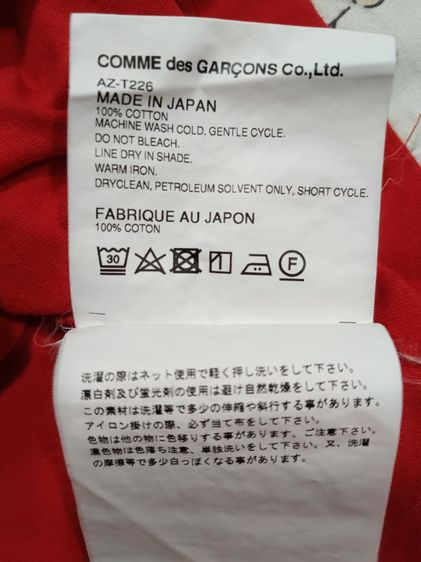 COMME des GARÇONS Co.,Ltd.
AZ-T226
MADE IN JAPAN
100% COTTON
MACHINE WASH COLD, GENTLE CYCLE.
DO NOT BLEACH.
LINE DRY IN SHADE.
WARM IRON.
DRYCLEAN, PETROLEUM SOLVENT ONLY, SHORT CYCLE.
FABRIQUE AU JAPON
100% COTON
30 1 F
洗濯の際はネット使用で軽く押し洗いをして下さい。
漂白剤及び蛍光剤の使用は避け自然乾燥をして下さい。
この素材は洗濯等で多少の伸縮や斜行する事があります。
アイロン掛けの際、必ず当て布をして下さい。
色物は他の物に色移りする事があります。ご注意下さい。
濃色物は色落ち注意、単独洗いをして下さい。又、洗濯
の摩擦等で多少白っぽくなる事が有ります。